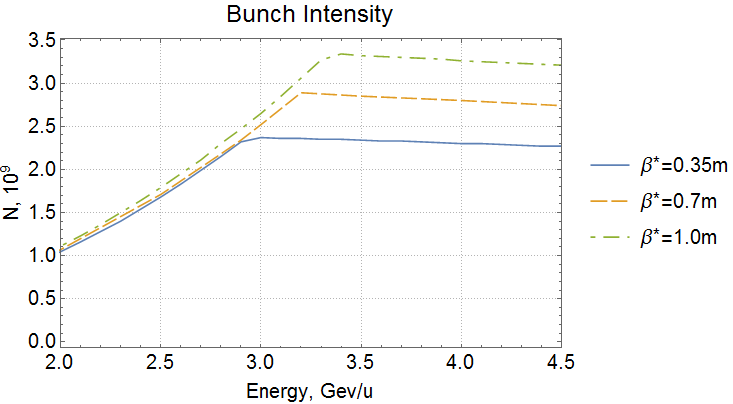 Bunch Intensity
3.5
3.0
2.5
2.0
1.5
1.0
0.5
0.0
N, 10⁹
2.0 2.5 3.0 3.5 4.0 4.5
Energy, Gev/u
β*=0.35m
β*=0.7m
β*=1.0m